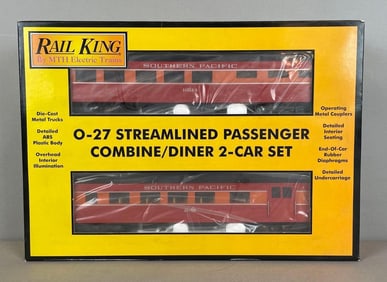 RAIL KING
By MTH Electric Trains
SOUTHERN PACIFIC
Die-Cast
Metal Trucks
Detailed
ABS
Plastic Body
Overhead
Interior
Illumination
Operating
Metal Couplers
Detailed
Interior
Seating
End-Of-Car
Rubber
Diaphragms
Detailed
Undercarriage
O-27 STREAMLINED PASSENGER
COMBINE/DINER 2-CAR SET
SOUTHERN PACIFIC